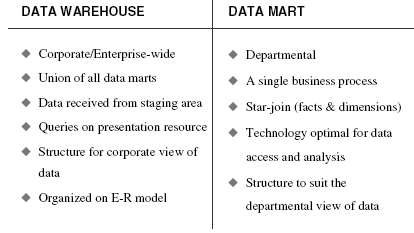 DATA WAREHOUSE
◆ Corporate/Enterprise-wide
◆ Union of all data marts
◆ Data received from staging area
◆ Queries on presentation resource
◆ Structure for corporate view of
data
◆ Organized on E-R model
DATA MART
◆ Departmental
◆ A single business process
◆ Star-join (facts & dimensions)
◆ Technology optimal for data
access and analysis
◆ Structure to suit the
departmental view of data